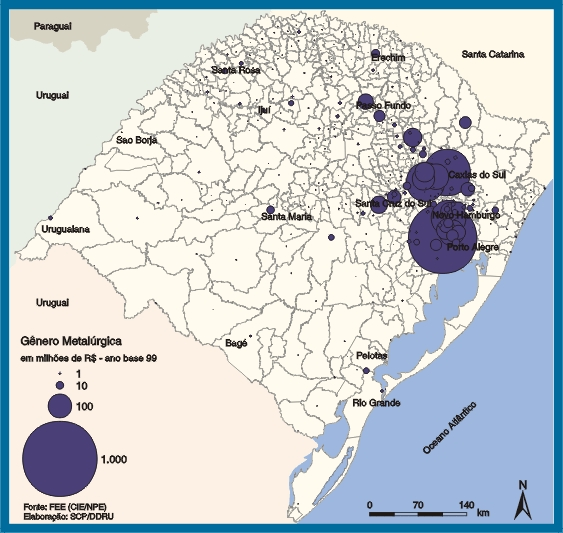 Paraguai
Santa Catarina
Erechim
Santa Rosa
Uruguai
Passo Fundo
Ijuí
Sao Borja
Caxias do Sul
Santa Cruz do Sul
Santa Maria
Novo Hamburgo
Uruguaiana
Porto Alegre
Uruguai
Gênero Metalúrgica
em milhões de R$ - ano base 99
1
10
100
1.000
Bagé
Pelotas
Rio Grande
Oceano Atlântico
Fonte: FEE (CIE/NPE)
Elaboração: SCP/DDRU
0 70 140
km
N